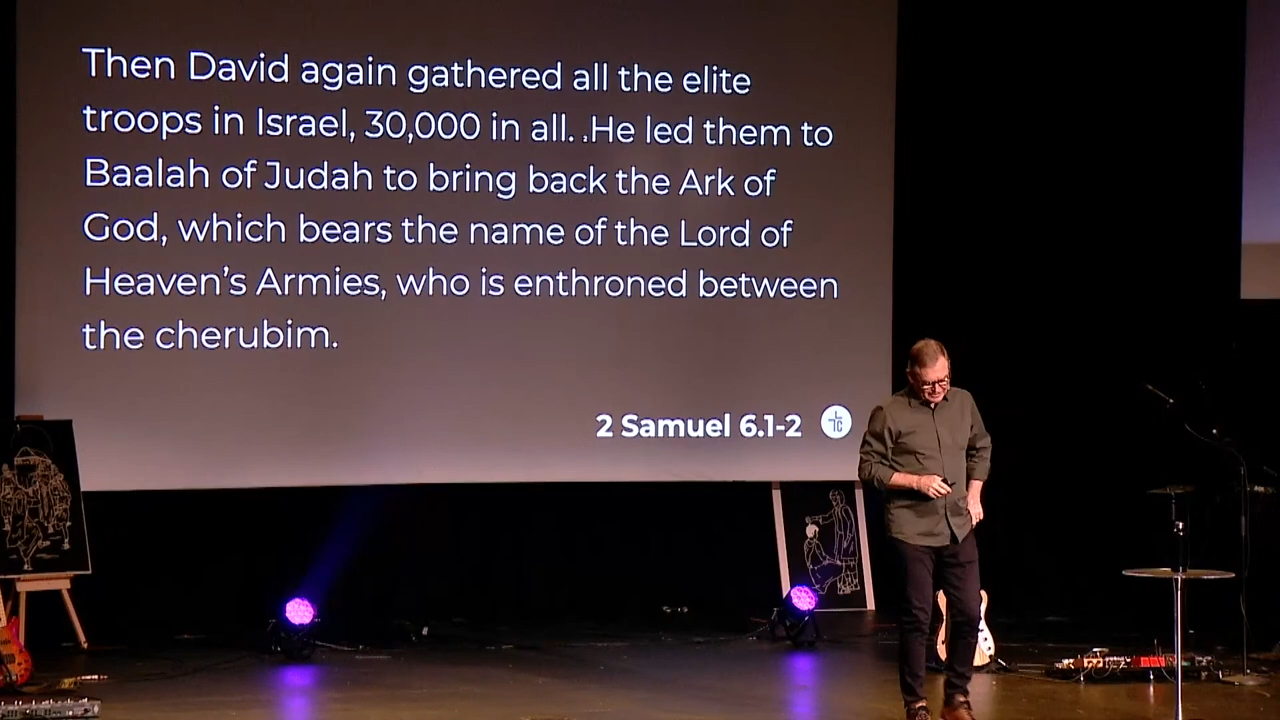 Then David again gathered all the elite
troops in Israel, 30,000 in all. .He led them to
Baalah of Judah to bring back the Ark of
God, which bears the name of the Lord of
Heaven's Armies, who is enthroned between
the cherubim.
2 Samuel 6.1-2
LTC